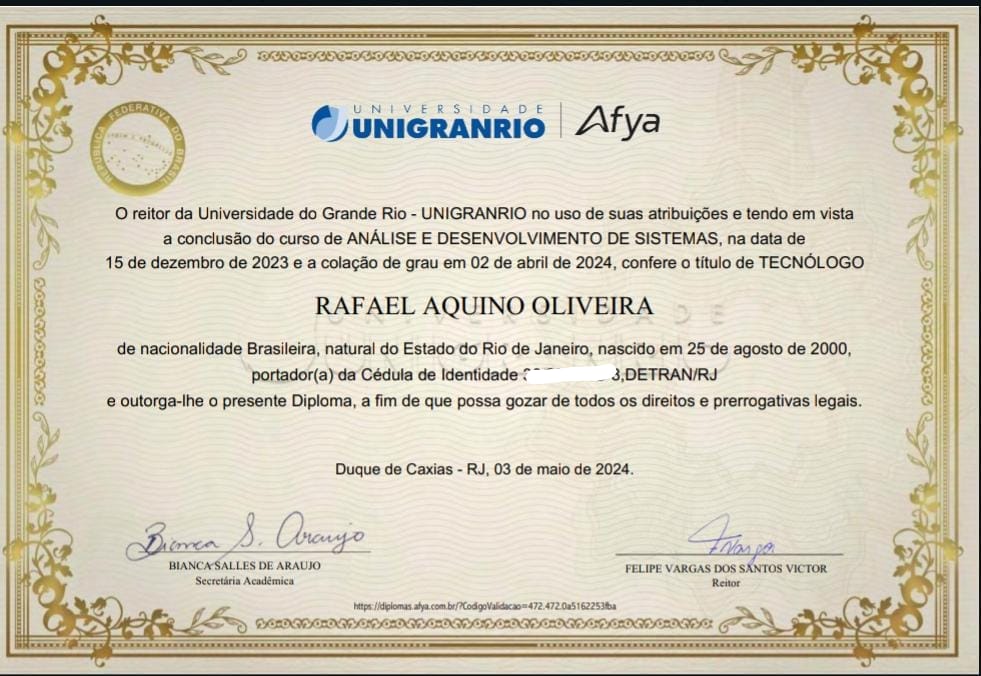 REPÚBLICA FEDERATIVA DO BRASIL
UNIVERSIDADE
UNIGRANRIO
Afya
O reitor da Universidade do Grande Rio - UNIGRANRIO no uso de suas atribuições e tendo em vista
a conclusão do curso de ANÁLISE E DESENVOLVIMENTO DE SISTEMAS, na data de
15 de dezembro de 2023 e a colação de grau em 02 de abril de 2024, confere o título de TECNÓLOGO
RAFAEL AQUINO OLIVEIRA
UNIVERSIDADE
UNIGRANRIO
de nacionalidade Brasileira, natural do Estado do Rio de Janeiro, nascido em 25 de agosto de 2000,
portador(a) da Cédula de Identidade ,DETRAN/RJ
e outorga-lhe o presente Diploma, a fim de que possa gozar de todos os direitos e prerrogativas legais.
Duque de Caxias - RJ, 03 de maio de 2024.
Bianca S. Araujo
FVargas
BIANCA SALLES DE ARAUJO
Secretária Acadêmica
FELIPE VARGAS DOS SANTOS VICTOR
Reitor
https://diplomas.afya.com.br/?CodigoValidacao=472.472.0a5162253fba